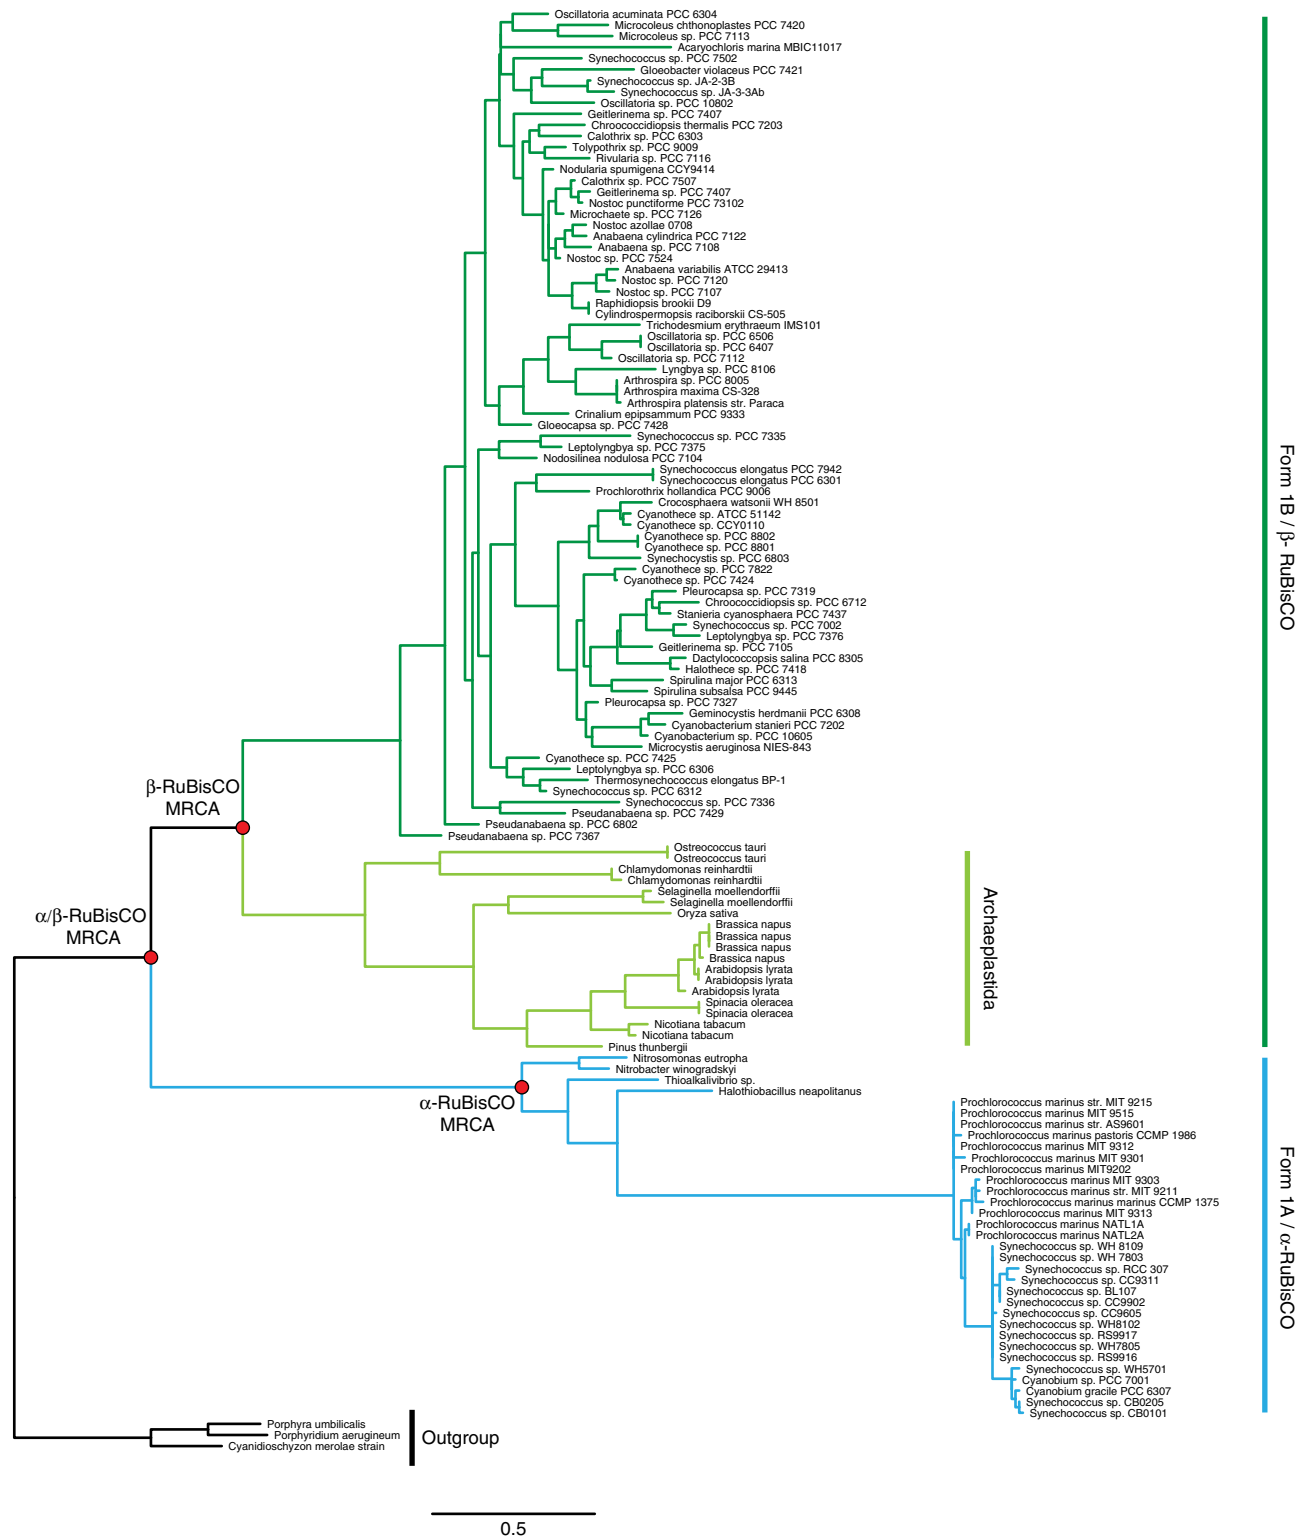 Oscillatoria acuminata PCC 6304
Microcoleus chthonoplastes PCC 7420
Microcoleus sp. PCC 7113
Acaryochloris marina MBIC11017
Synechococcus sp. PCC 7502
Gloeobacter violaceus PCC 7421
Synechococcus sp. JA-2-3B
Synechococcus sp. JA-3-3Ab
Oscillatoria sp. PCC 10802
Geitlerinema sp. PCC 7407
Chroococcidiopsis thermalis PCC 7203
Calothrix sp. PCC 6303
Tolypothrix sp. PCC 9009
Rivularia sp. PCC 7116
Nodularia spumigena CCY9414
Calothrix sp. PCC 7507
Geitlerinema sp. PCC 7407
Nostoc punctiforme PCC 73102
Microchaete sp. PCC 7126
Nostoc azollae 0708
Anabaena cylindrica PCC 7122
Anabaena sp. PCC 7108
Nostoc sp. PCC 7524
Anabaena variabilis ATCC 29413
Nostoc sp. PCC 7120
Nostoc sp. PCC 7107
Raphidiopsis brookii D9
Cylindrospermopsis raciborskii CS-505
Trichodesmium erythraeum IMS101
Oscillatoria sp. PCC 6506
Oscillatoria sp. PCC 6407
Oscillatoria sp. PCC 7112
Lyngbya sp. PCC 8106
Arthrospira sp. PCC 8005
Arthrospira maxima CS-328
Arthrospira platensis str. Paraca
Crinalium epipsammum PCC 9333
Gloeocapsa sp. PCC 7428
Synechococcus sp. PCC 7335
Leptolyngbya sp. PCC 7375
Nodosilinea nodulosa PCC 7104
Synechococcus elongatus PCC 7942
Synechococcus elongatus PCC 6301
Prochlorothrix hollandica PCC 9006
Crocosphaera watsonii WH 8501
Cyanothece sp. ATCC 51142
Cyanothece sp. CCY0110
Cyanothece sp. PCC 8802
Cyanothece sp. PCC 8801
Synechocystis sp. PCC 6803
Cyanothece sp. PCC 7822
Cyanothece sp. PCC 7424
Pleurocapsa sp. PCC 7319
Chroococcidiopsis sp. PCC 6712
Stanieria cyanosphaera PCC 7437
Synechococcus sp. PCC 7002
Leptolyngbya sp. PCC 7376
Geitlerinema sp. PCC 7105
Dactylococcopsis salina PCC 8305
Halothece sp. PCC 7418
Spirulina major PCC 6313
Spirulina subsalsa PCC 9445
Pleurocapsa sp. PCC 7327
Geminocystis herdmanii PCC 6308
Cyanobacterium stanieri PCC 7202
Cyanobacterium sp. PCC 10605
Microcystis aeruginosa NIES-843
Cyanothece sp. PCC 7425
Leptolyngbya sp. PCC 6306
Thermosynechococcus elongatus BP-1
Synechococcus sp. PCC 6312
Synechococcus sp. PCC 7336
Pseudanabaena sp. PCC 7429
Pseudanabaena sp. PCC 6802
Pseudanabaena sp. PCC 7367
Form 1B / β- RuBisCO
β-RuBisCO
MRCA
Ostreococcus tauri
Ostreococcus tauri
Chlamydomonas reinhardtii
Chlamydomonas reinhardtii
Selaginella moellendorffii
Selaginella moellendorffii
Oryza sativa
Brassica napus
Brassica napus
Brassica napus
Brassica napus
Arabidopsis lyrata
Arabidopsis lyrata
Arabidopsis lyrata
Spinacia oleracea
Spinacia oleracea
Nicotiana tabacum
Nicotiana tabacum
Pinus thunbergii
Archaeplastida
α/β-RuBisCO
MRCA
Nitrosomonas eutropha
Nitrobacter winogradskyi
Thioalkalivibrio sp.
Halothiobacillus neapolitanus
α-RuBisCO
MRCA
Prochlorococcus marinus str. MIT 9215
Prochlorococcus marinus MIT 9515
Prochlorococcus marinus str. AS9601
Prochlorococcus marinus pastoris CCMP 1986
Prochlorococcus marinus MIT 9312
Prochlorococcus marinus MIT 9301
Prochlorococcus marinus MIT9202
Prochlorococcus marinus MIT 9303
Prochlorococcus marinus str. MIT 9211
Prochlorococcus marinus marinus CCMP 1375
Prochlorococcus marinus MIT 9313
Prochlorococcus marinus NATL1A
Prochlorococcus marinus NATL2A
Synechococcus sp. WH 8109
Synechococcus sp. WH 7803
Synechococcus sp. RCC 307
Synechococcus sp. CC9311
Synechococcus sp. BL107
Synechococcus sp. CC9902
Synechococcus sp. CC9605
Synechococcus sp. WH8102
Synechococcus sp. RS9917
Synechococcus sp. WH7805
Synechococcus sp. RS9916
Synechococcus sp. WH5701
Cyanobium sp. PCC 7001
Cyanobium gracile PCC 6307
Synechococcus sp. CB0205
Synechococcus sp. CB0101
Form 1A / α-RuBisCO
Porphyra umbilicalis
Porphyridium aerugineum
Cyanidioschyzon merolae strain
Outgroup
0.5